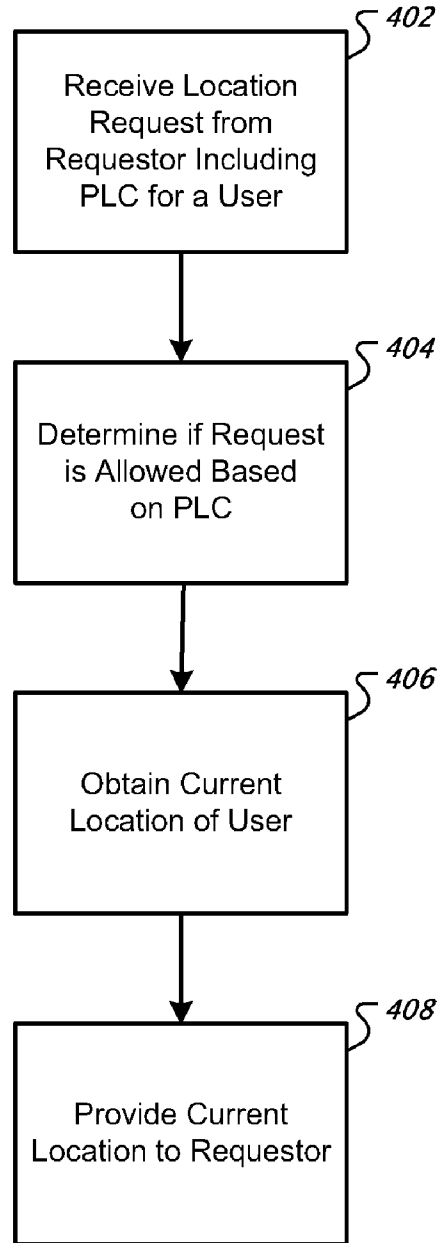 402
Receive Location
Request from
Requestor Including
PLC for a User
404
Determine if Request
is Allowed Based
on PLC
406
Obtain Current
Location of User
408
Provide Current
Location to Requestor